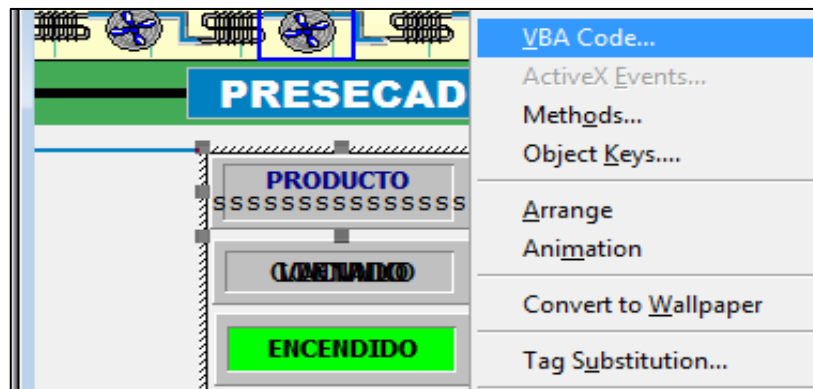 PRESECAD
PRODUCTO
SSSSSSSSSSSSSSS
ENCENDIDO
VBA Code...
ActiveX Events...
Methods...
Object Keys....
Arrange
Animation
Convert to Wallpaper
Tag Substitution...